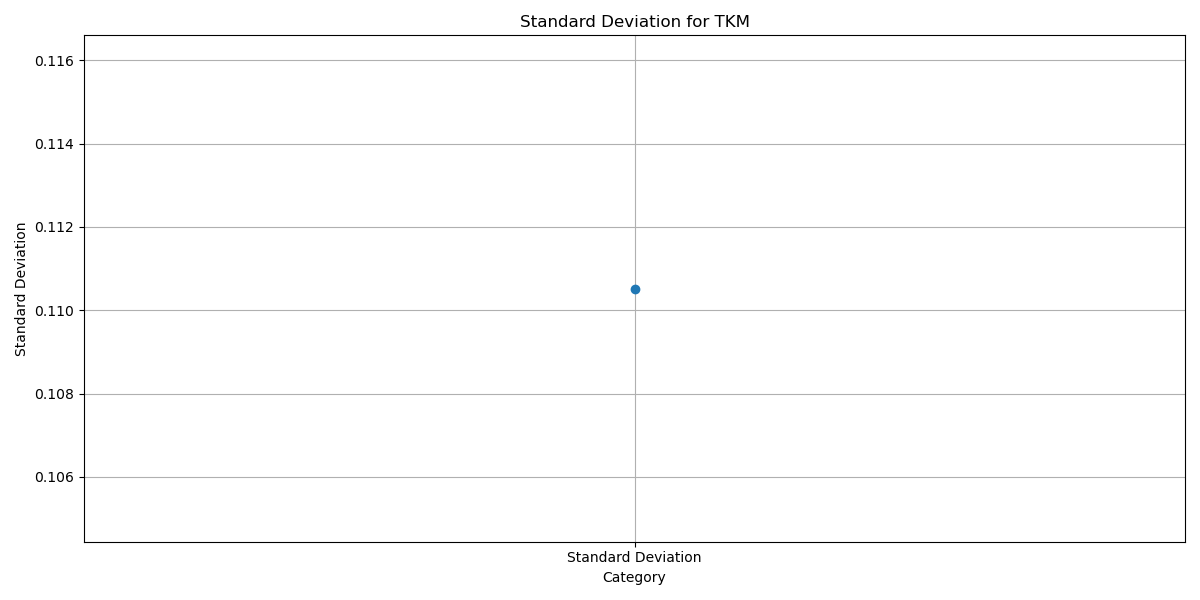 Standard Deviation for TKM
0.116
0.114
0.112
0.110
0.108
0.106
Standard Deviation
Standard Deviation
Category